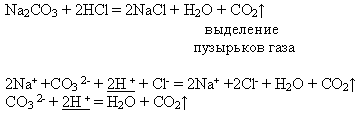 Na₂CO₃ + 2HCl = 2NaCl + H₂O + CO₂↑
выделение
пузырьков газа
2Na⁺ +CO₃ ²⁻ + 2H ⁺ + Cl⁻ = 2Na⁺ +2Cl⁻ + H₂O + CO₂↑
CO₃ ²⁻ + 2H ⁺ = H₂O + CO₂↑